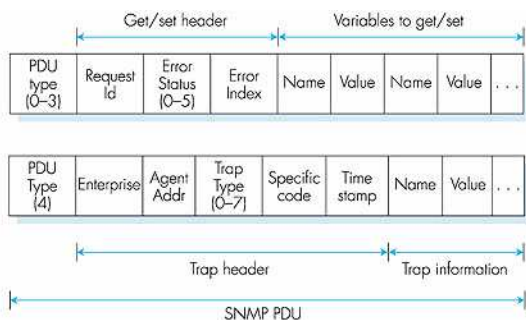 Get/set header Variables to get/set
PDU type (0–3) Request Id Error Status (0–5) Error Index Name Value Name Value ...
PDU Type (4) Enterprise Agent Addr Trap Type (0–7) Specific code Time stamp Name Value ...
Trap header Trap information
SNMP PDU